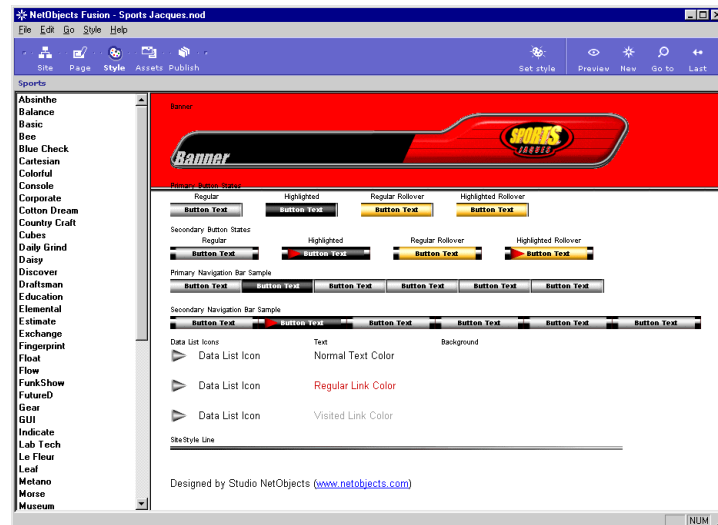 NetObjects Fusion - Sports Jacques.nod
File Edit Go Style Help
Site Page Style Assets Publish Set style Preview New Go to Last
Sports
Absinthe
Balance
Basic
Bee
Blue Check
Cartesian
Colorful
Console
Corporate
Cotton Dream
Country Craft
Cubes
Daily Grind
Daisy
Discover
Draftsman
Education
Elemental
Estimate
Exchange
Fingerprint
Float
Flow
FunkShow
FutureD
Gear
GUI
Indicate
Lab Tech
Le Fleur
Leaf
Metano
Morse
Museum
Banner
SPORTS
JACQUES
Banner
Primary Button States
Regular Highlighted Regular Rollover Highlighted Rollover
Button Text Button Text Button Text Button Text
Secondary Button States
Regular Highlighted Regular Rollover Highlighted Rollover
Button Text Button Text Button Text Button Text
Primary Navigation Bar Sample
Button Text Button Text Button Text Button Text Button Text Button Text
Secondary Navigation Bar Sample
Button Text Button Text Button Text Button Text Button Text Button Text
Data List Icons Text Background
Data List Icon Normal Text Color
Data List Icon Regular Link Color
Data List Icon Visited Link Color
SiteStyle Line
Designed by Studio NetObjects (www.netobjects.com)
NUM